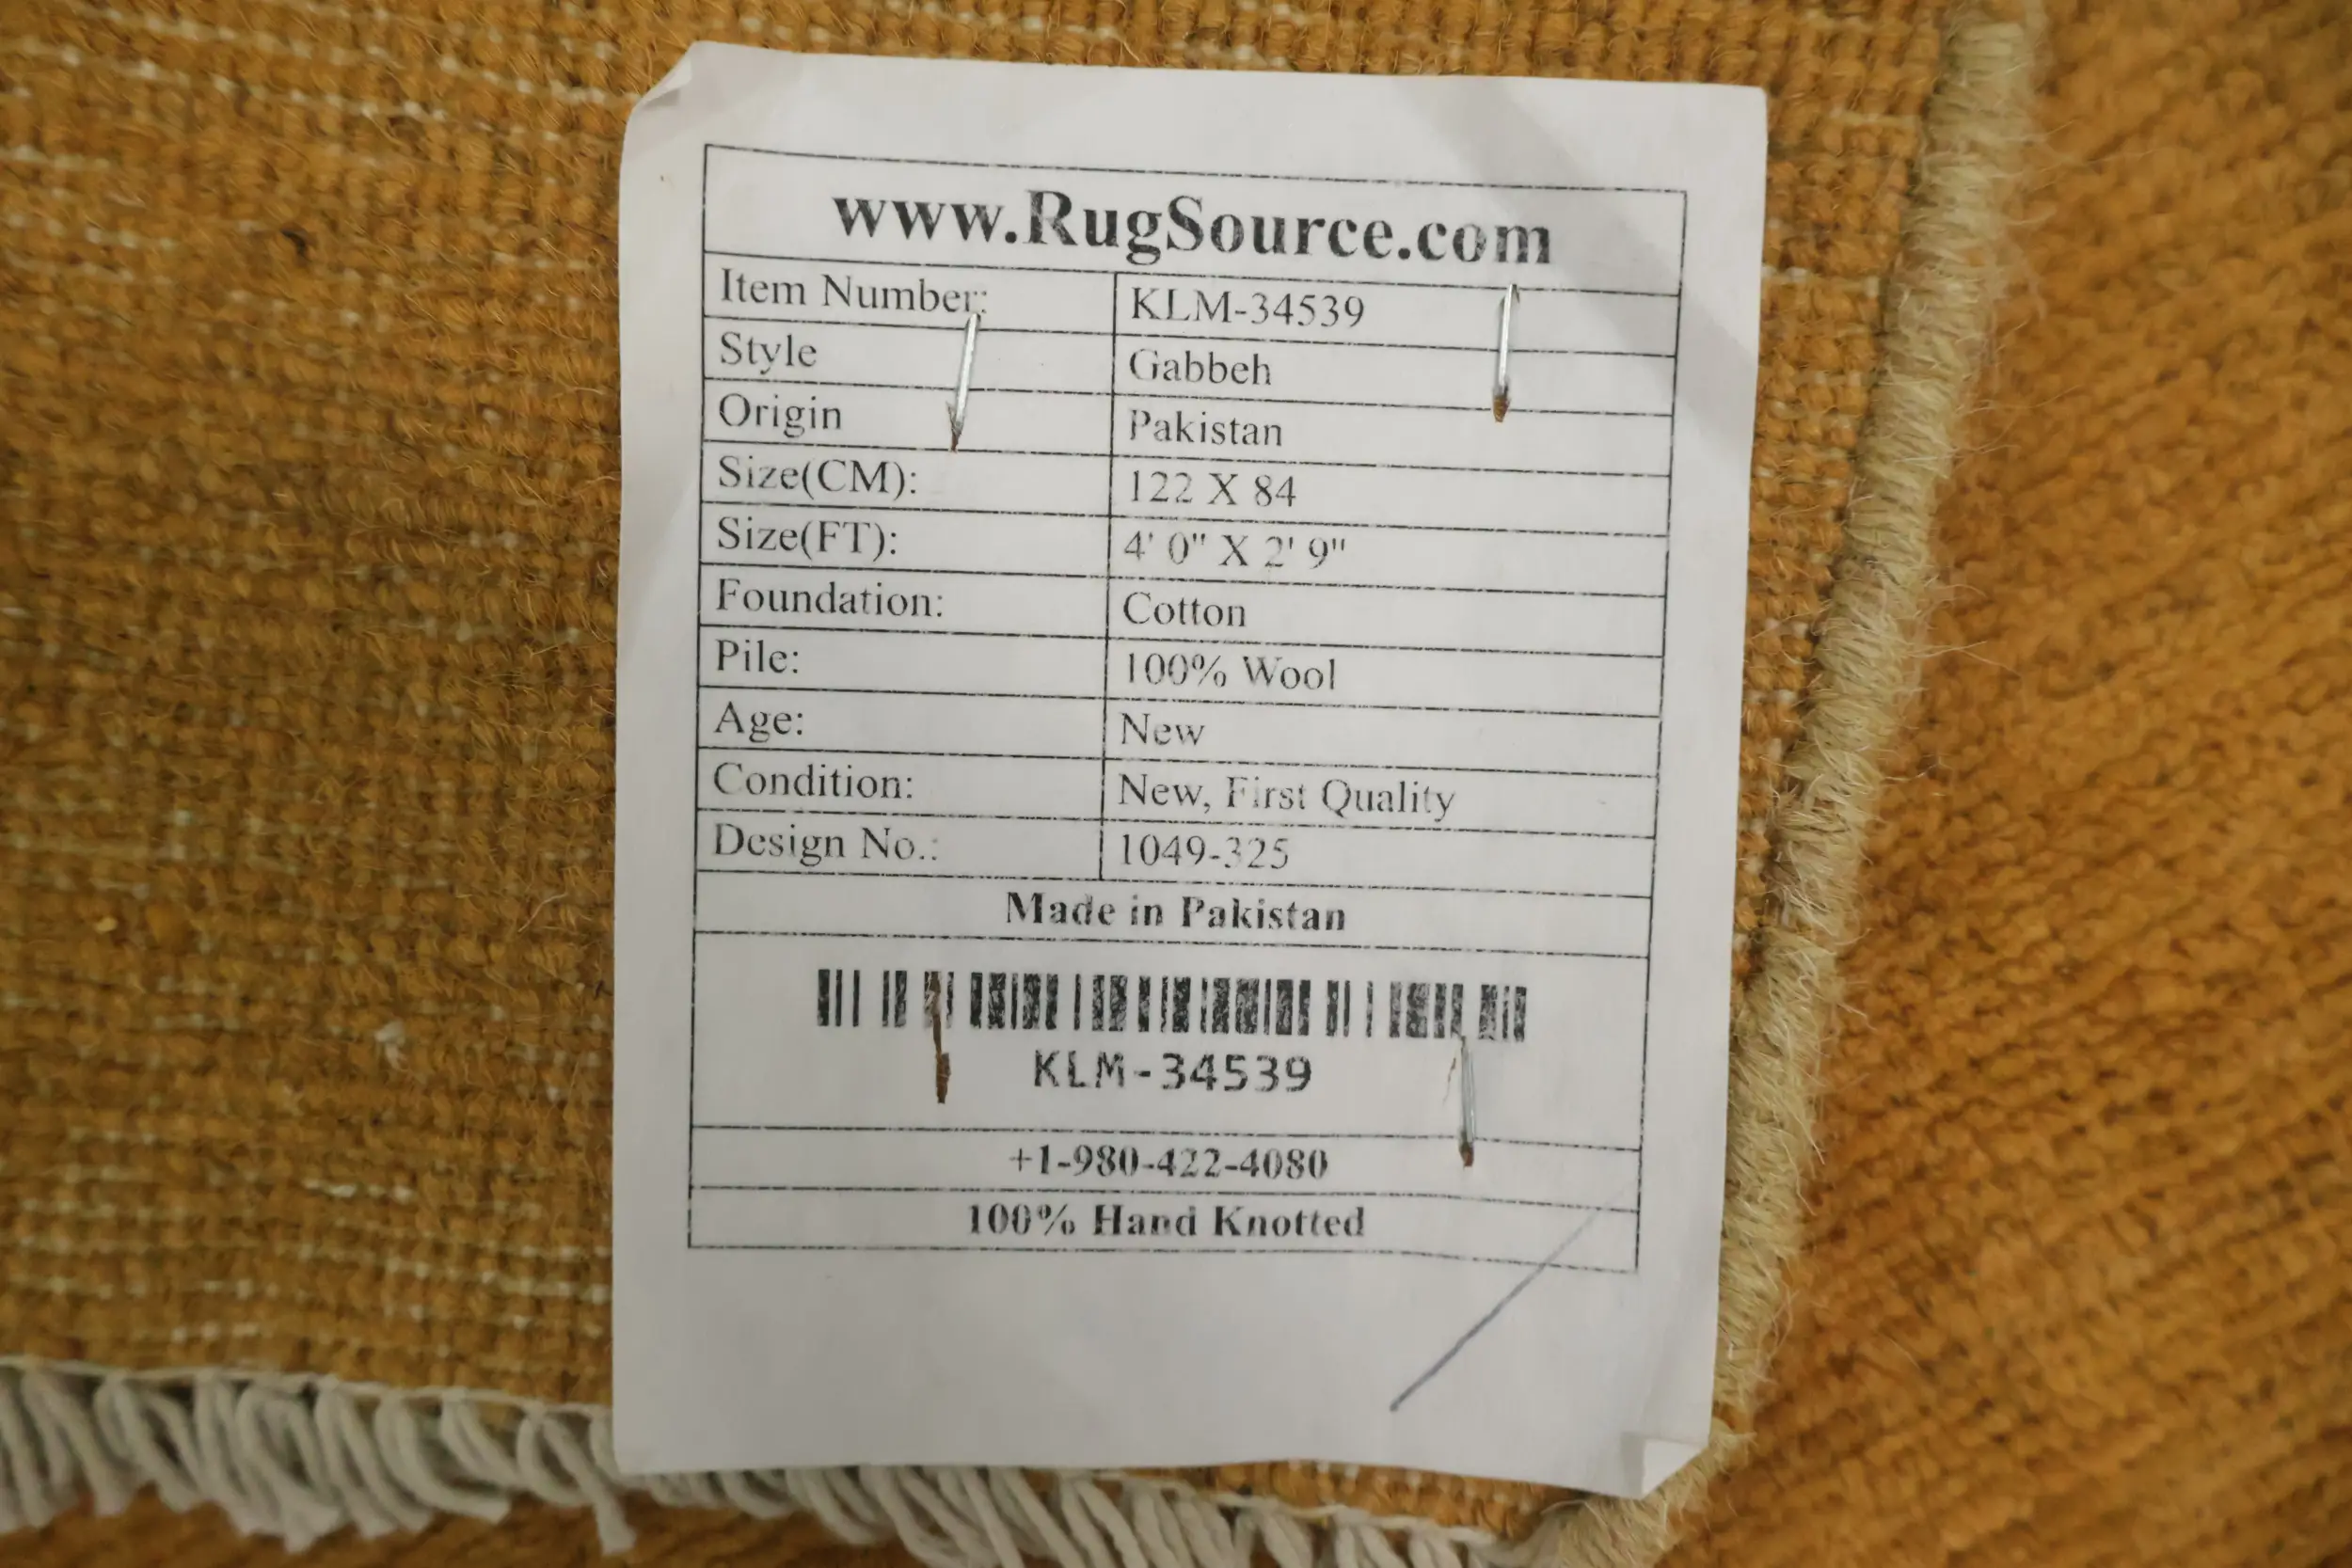 www.RugSource.com
Item Number: KLM-34539
Style Gabbeh
Origin Pakistan
Size(CM): 122 X 84
Size(FT): 4' 0" X 2' 9"
Foundation: Cotton
Pile: 100% Wool
Age: New
Condition: New, First Quality
Design No.: 1049-325
Made in Pakistan
KLM-34539
+1-980-422-4080
100% Hand Knotted